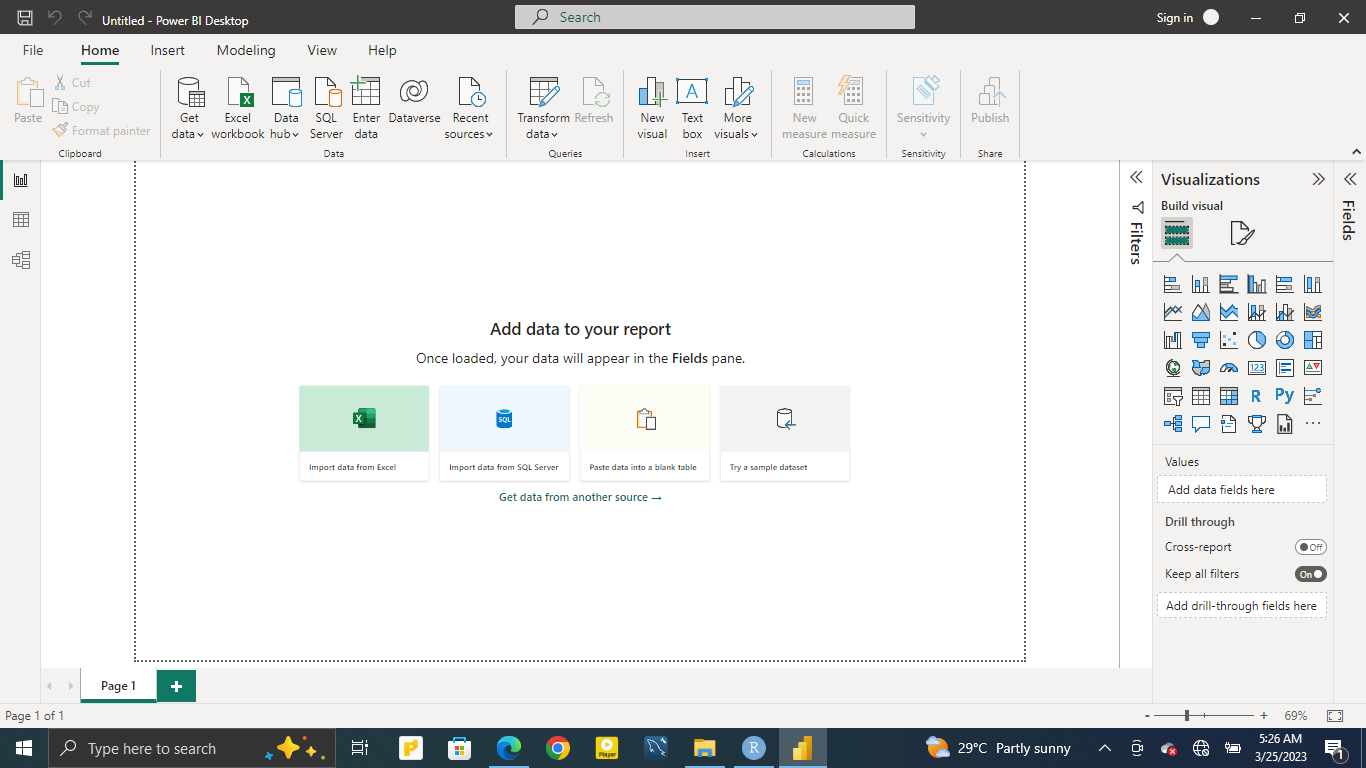 Untitled - Power BI Desktop
Search
Sign in
File Home Insert Modeling View Help
Paste
Cut
Copy
Format painter
Clipboard
Get data
Excel workbook
Data hub
SQL Server
Enter data
Dataverse
Recent sources
Data
Transform data
Refresh
Queries
New visual
Text box
More visuals
Insert
New measure
Quick measure
Calculations
Sensitivity
Sensitivity
Publish
Share
Add data to your report
Once loaded, your data will appear in the Fields pane.
SQL
Import data from Excel
Import data from SQL Server
Paste data into a blank table
Try a sample dataset
Get data from another source →
Filters
Visualizations
Build visual
123
R
Py
...
Values
Add data fields here
Drill through
Cross-report
Off
Keep all filters
On
Add drill-through fields here
Fields
Page 1
Page 1 of 1
- + 69%
Type here to search
Player
R
29°C Partly sunny
5:26 AM
3/25/2023
1